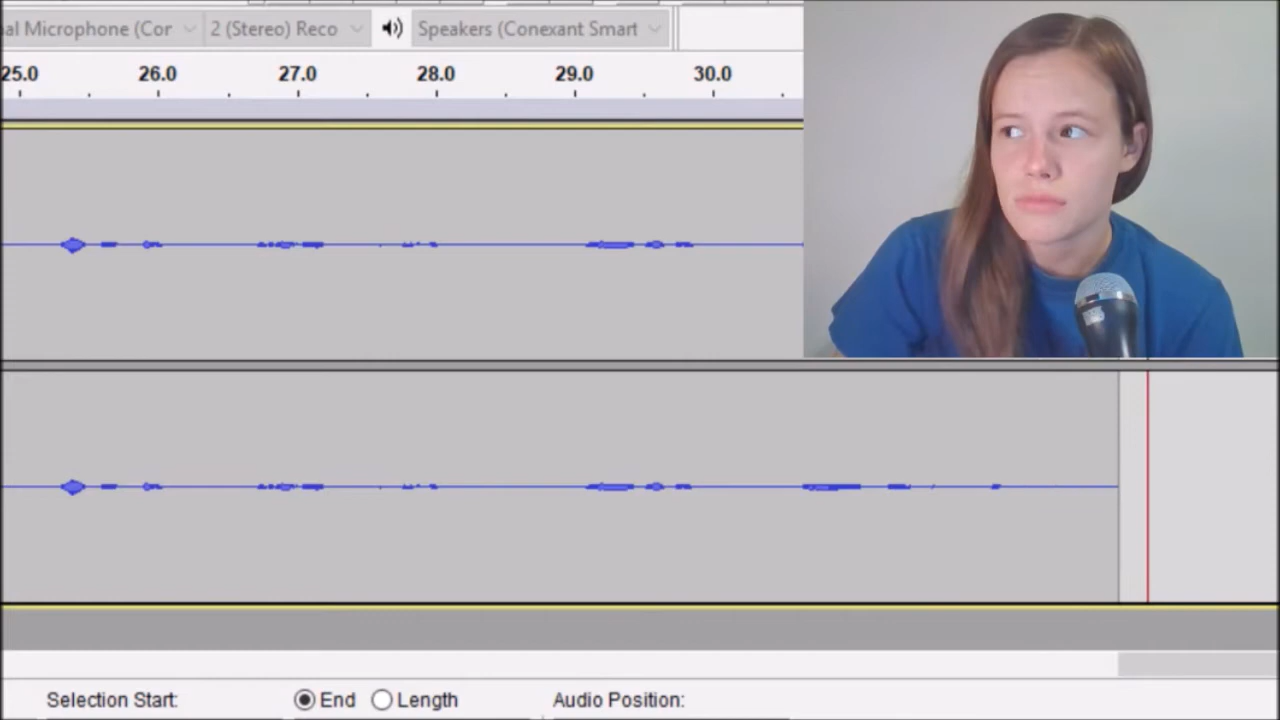 nal Microphone (Cor 2 (Stereo) Reco Speakers (Conexant Smart
25.0 26.0 27.0 28.0 29.0 30.0
Selection Start: End Length Audio Position: